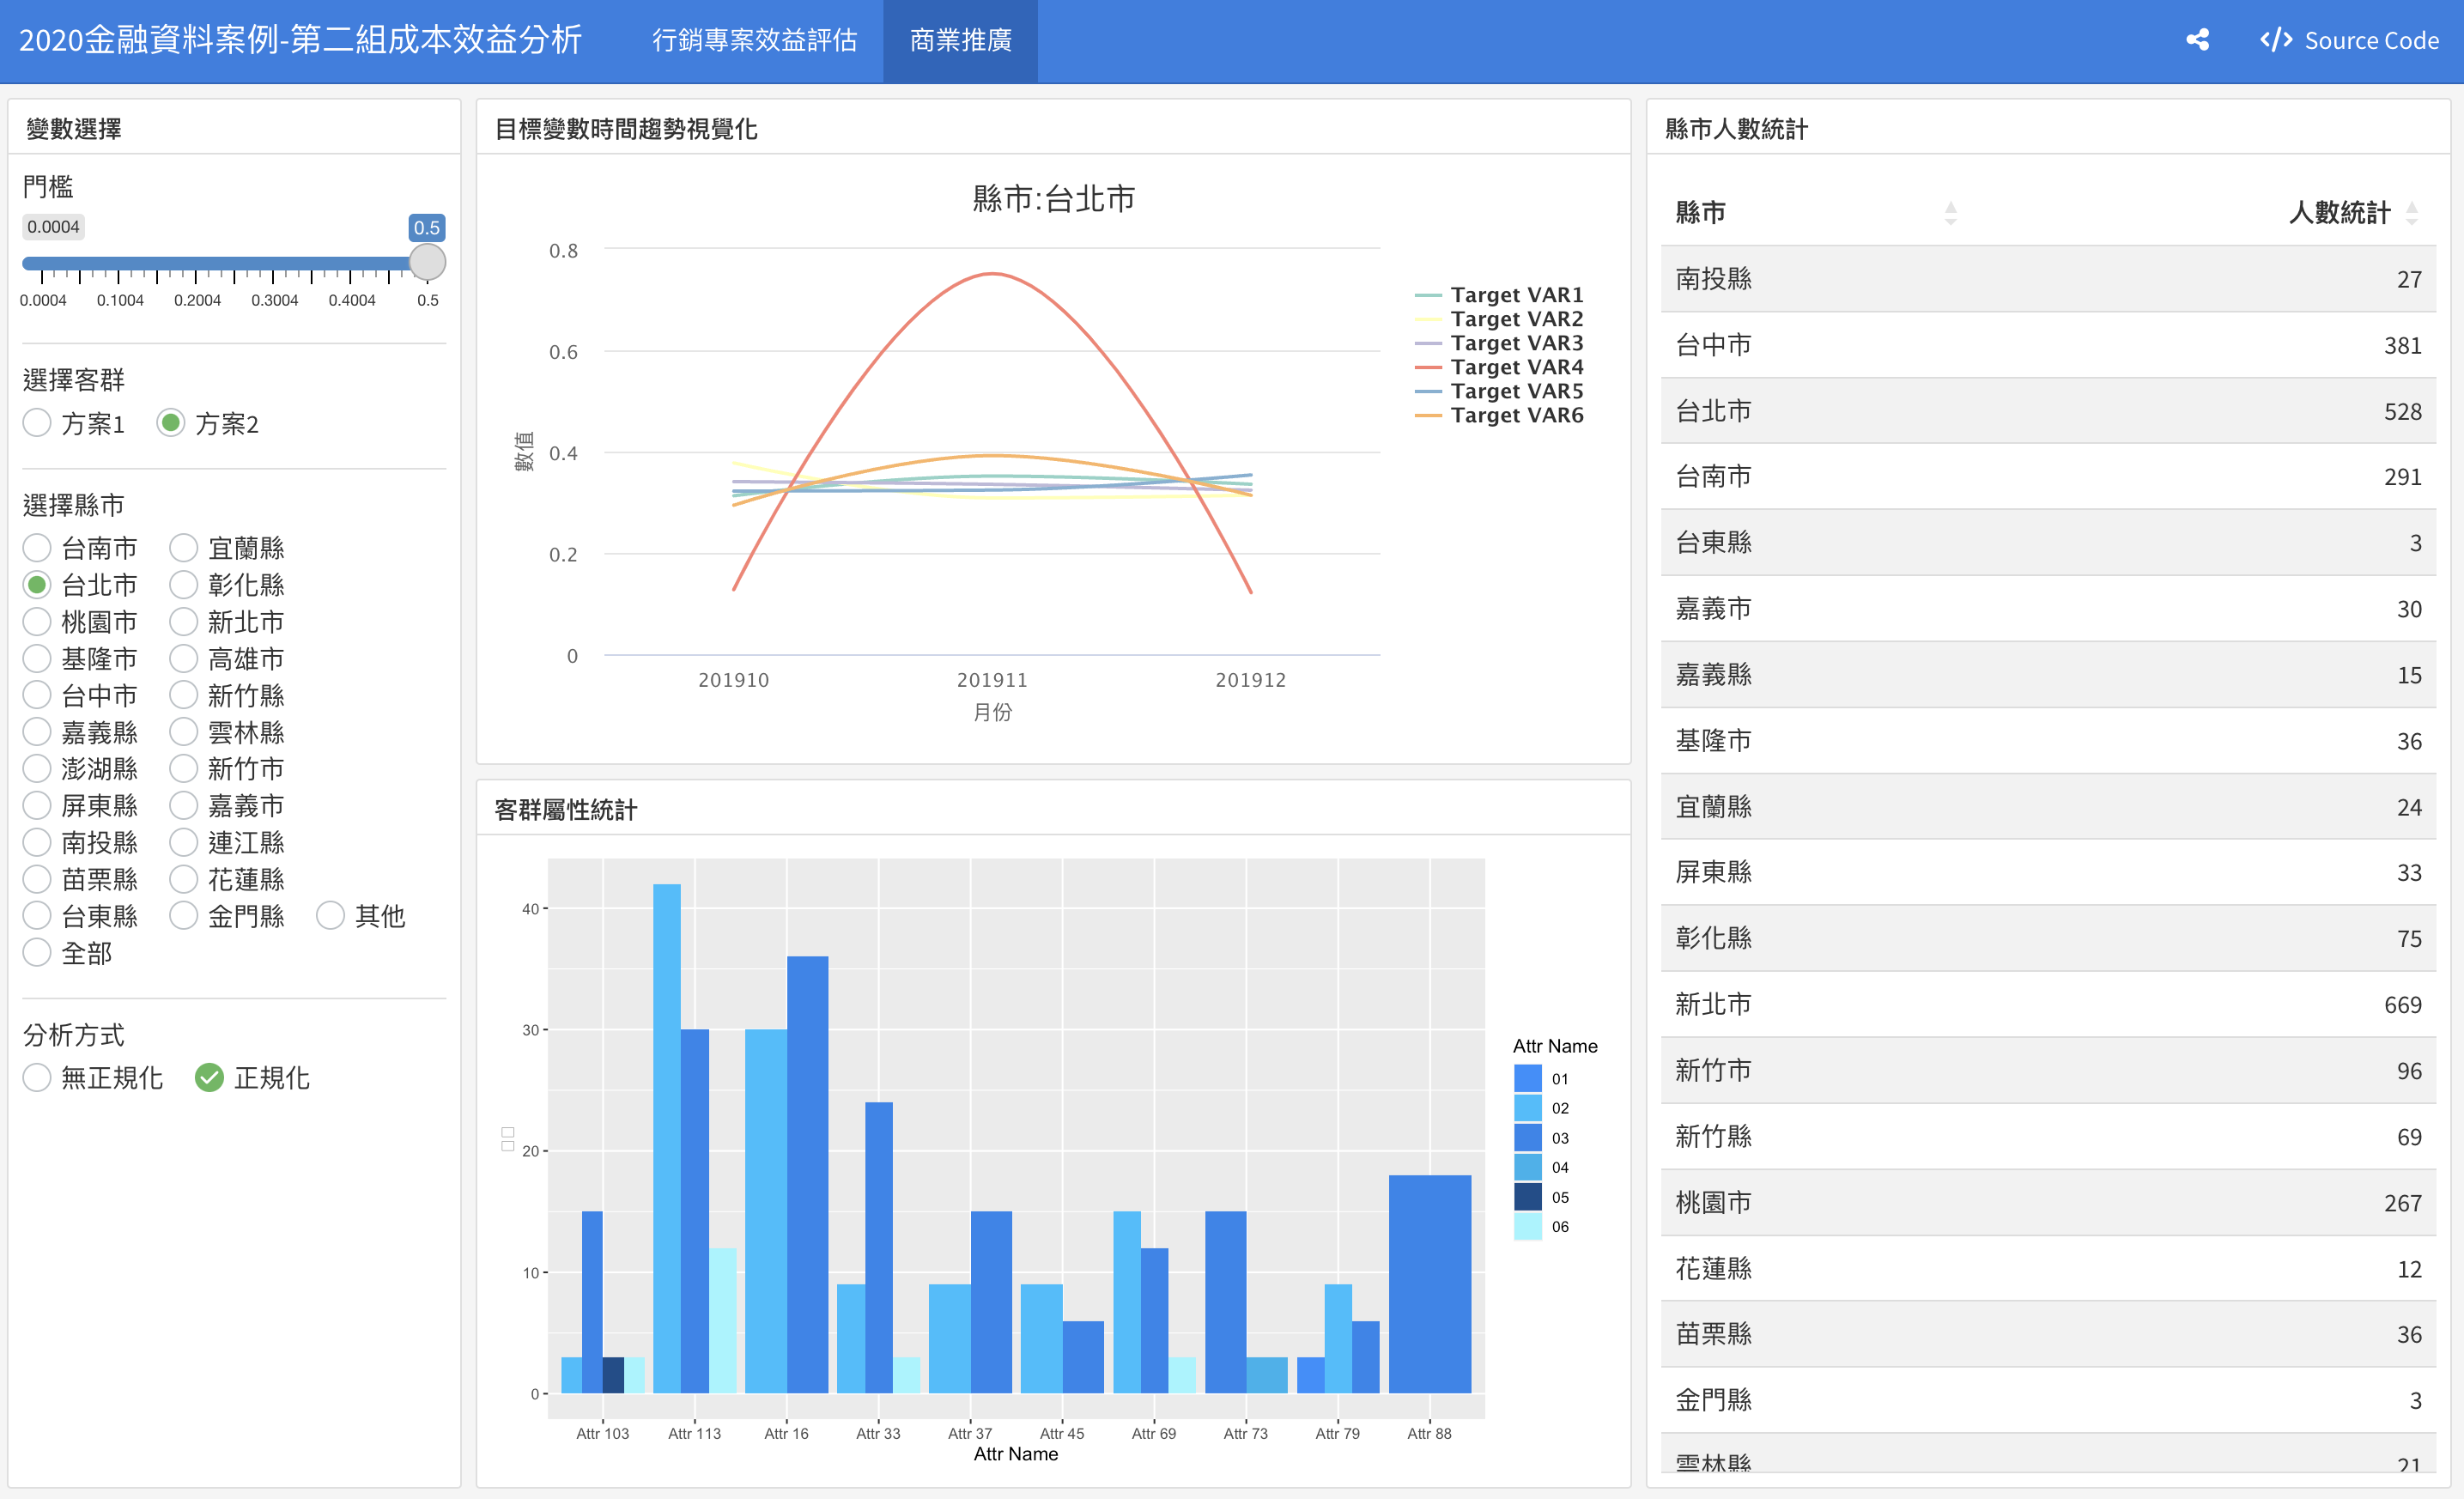 2020金融資料案例-第二組成本效益分析
行銷專案效益評估
商業推廣
Source Code
變數選擇
門檻
0.0004
0.5
0.0004 0.1004 0.2004 0.3004 0.4004 0.5
選擇客群
方案1 方案2
選擇縣市
台南市 宜蘭縣
台北市 彰化縣
桃園市 新北市
基隆市 高雄市
台中市 新竹縣
嘉義縣 雲林縣
澎湖縣 新竹市
屏東縣 嘉義市
南投縣 連江縣
苗栗縣 花蓮縣
台東縣 金門縣 其他
全部
分析方式
無正規化 正規化
目標變數時間趨勢視覺化
縣市:台北市
數值
0.8
0.6
0.4
0.2
0
201910 201911 201912
月份
Target VAR1
Target VAR2
Target VAR3
Target VAR4
Target VAR5
Target VAR6
客群屬性統計
40
30
20
10
0
Attr 103 Attr 113 Attr 16 Attr 33 Attr 37 Attr 45 Attr 69 Attr 73 Attr 79 Attr 88
Attr Name
Attr Name
01
02
03
04
05
06
縣市人數統計
縣市 人數統計
南投縣 27
台中市 381
台北市 528
台南市 291
台東縣 3
嘉義市 30
嘉義縣 15
基隆市 36
宜蘭縣 24
屏東縣 33
彰化縣 75
新北市 669
新竹市 96
新竹縣 69
桃園市 267
花蓮縣 12
苗栗縣 36
金門縣 3
雲林縣 21